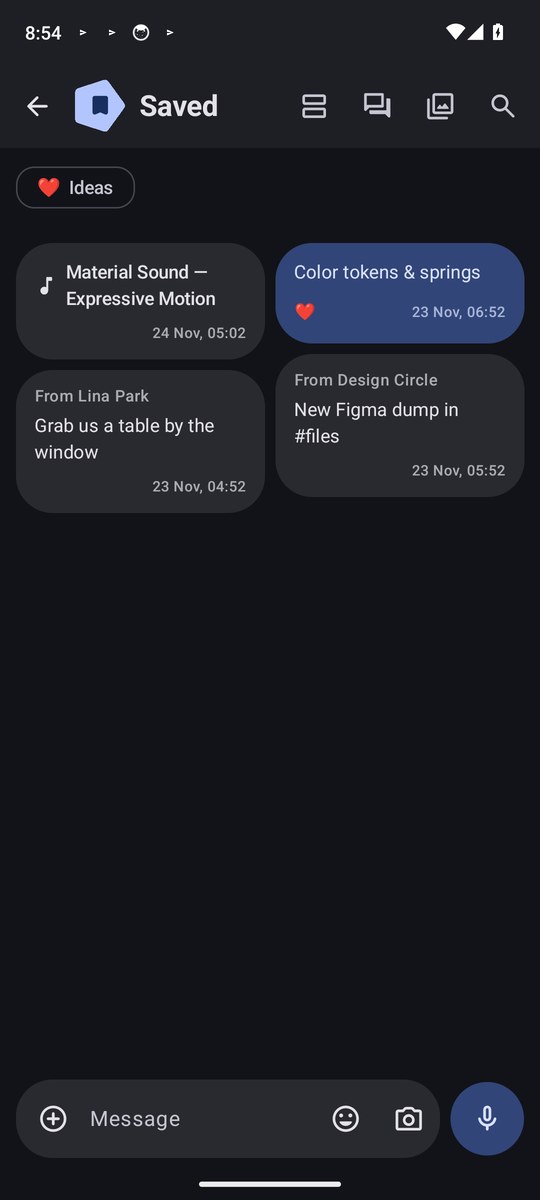 8:54
Saved
❤️ Ideas
Material Sound —
Expressive Motion
24 Nov, 05:02
Color tokens & springs
❤️ 23 Nov, 06:52
From Lina Park
Grab us a table by the
window
23 Nov, 04:52
From Design Circle
New Figma dump in
#files
23 Nov, 05:52
Message